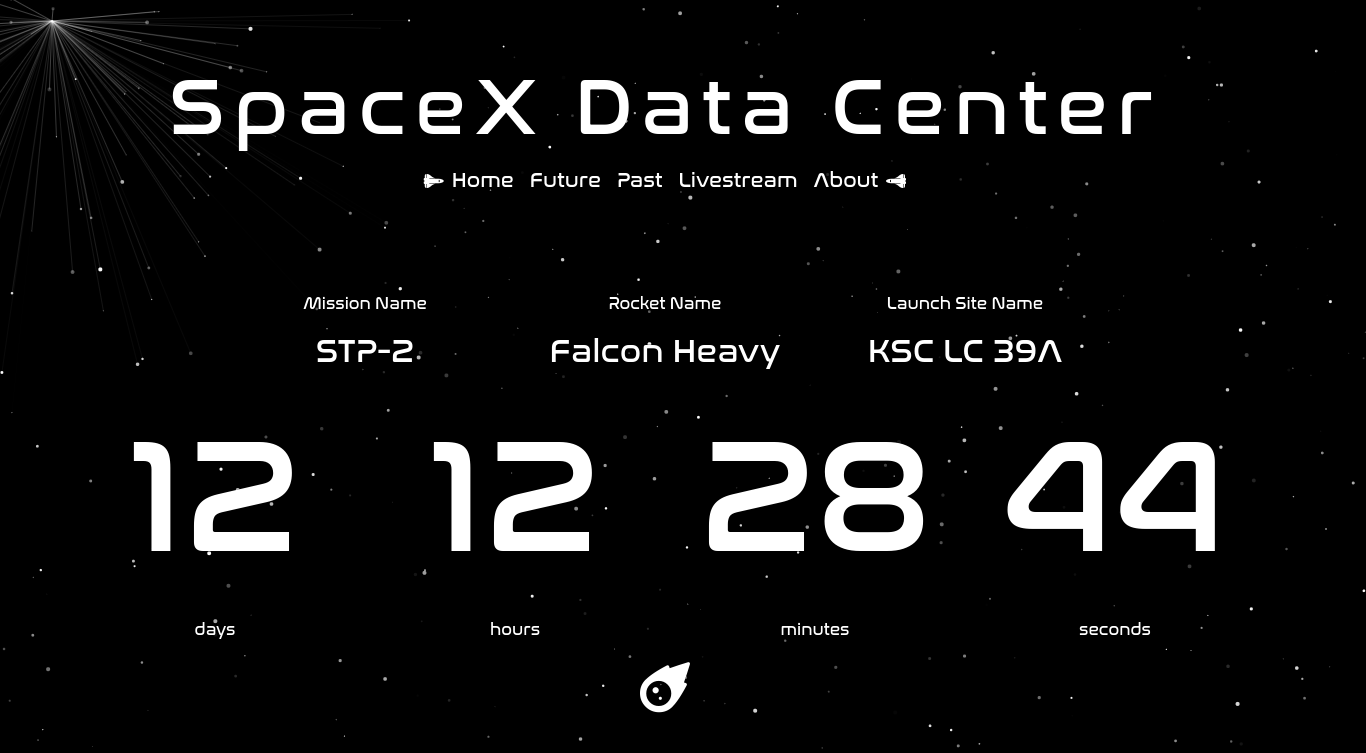 SpaceX Data Center
Home Future Past Livestream About
Mission Name Rocket Name Launch Site Name
STP-2 Falcon Heavy KSC LC 39A
12 12 28 44
days hours minutes seconds